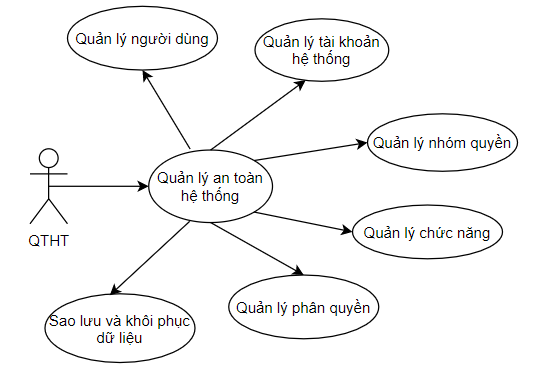 Quản lý người dùng
Quản lý tài khoản
hệ thống
Quản lý nhóm quyền
Quản lý an toàn
hệ thống
QTHT
Quản lý chức năng
Quản lý phân quyền
Sao lưu và khôi phục
dữ liệu